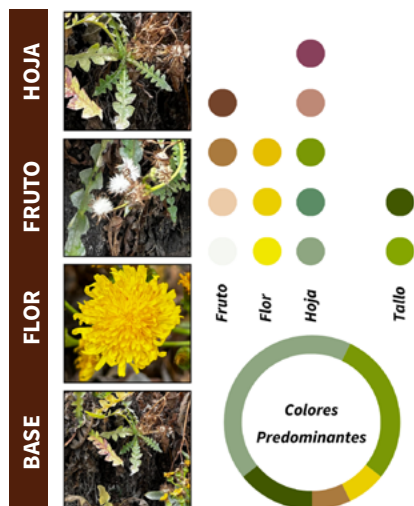 HOJA
FRUTO
FLOR
BASE
Fruto
Flor
Hoja
Tallo
Colores
Predominantes